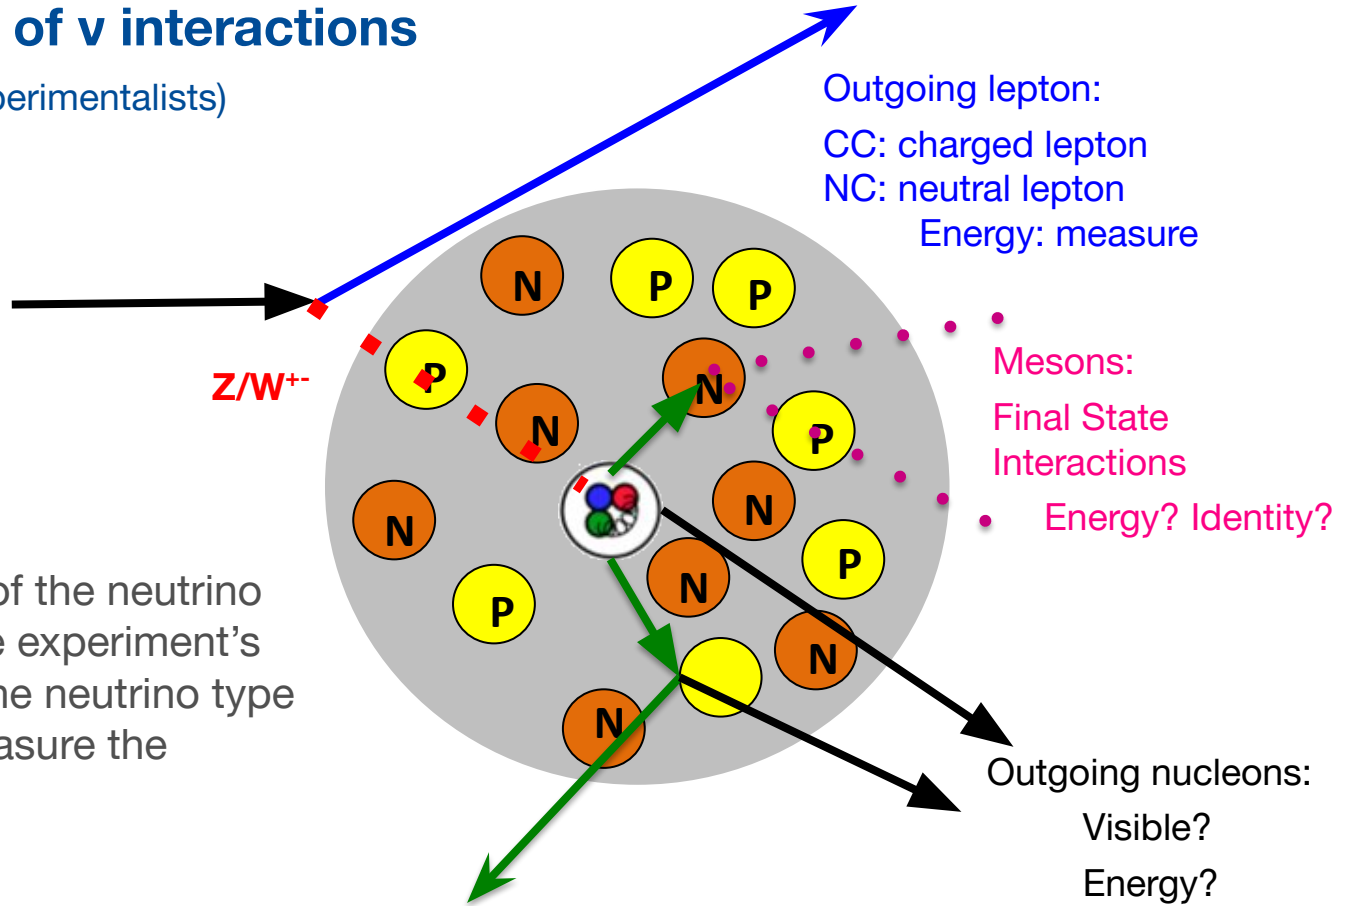 of ν interactions
perimentalists)
Outgoing lepton:
CC: charged lepton
NC: neutral lepton
Energy: measure
N
P
P
P
Z/W⁺⁻
N
N
P
Mesons:
Final State
Interactions
Energy? Identity?
N
N
P
N
P
N
N
of the neutrino
e experiment’s
he neutrino type
asure the
Outgoing nucleons:
Visible?
Energy?